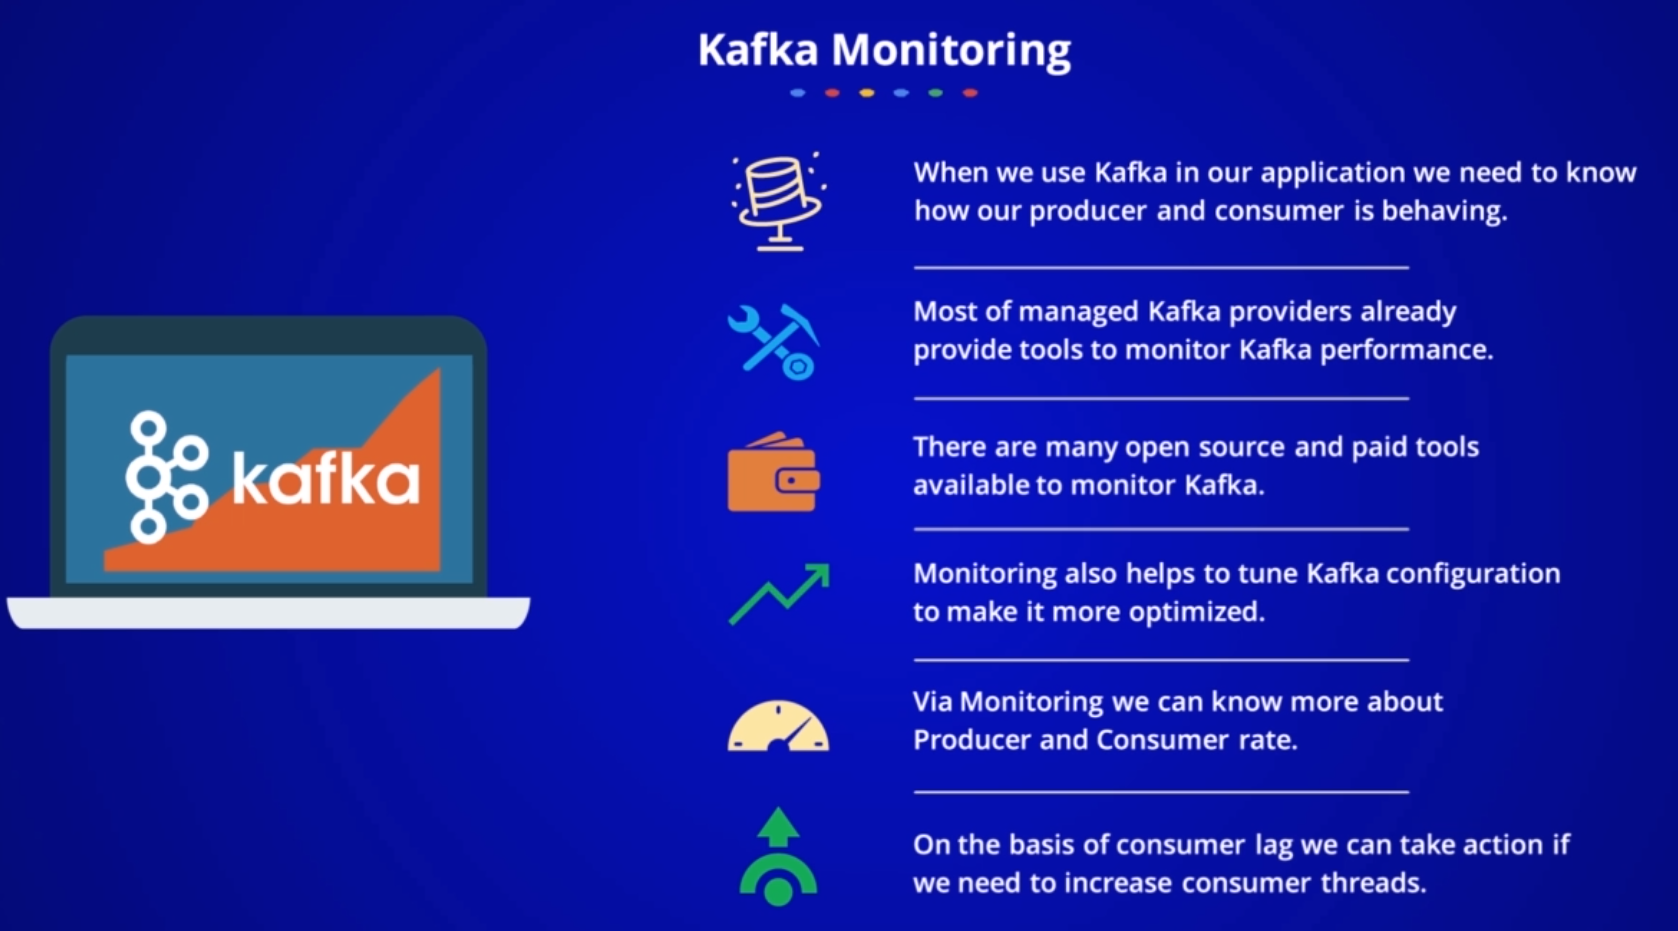 Kafka Monitoring
When we use Kafka in our application we need to know
how our producer and consumer is behaving.
Most of managed Kafka providers already
provide tools to monitor Kafka performance.
kafka
There are many open source and paid tools
available to monitor Kafka.
Monitoring also helps to tune Kafka configuration
to make it more optimized.
Via Monitoring we can know more about
Producer and Consumer rate.
On the basis of consumer lag we can take action if
we need to increase consumer threads.